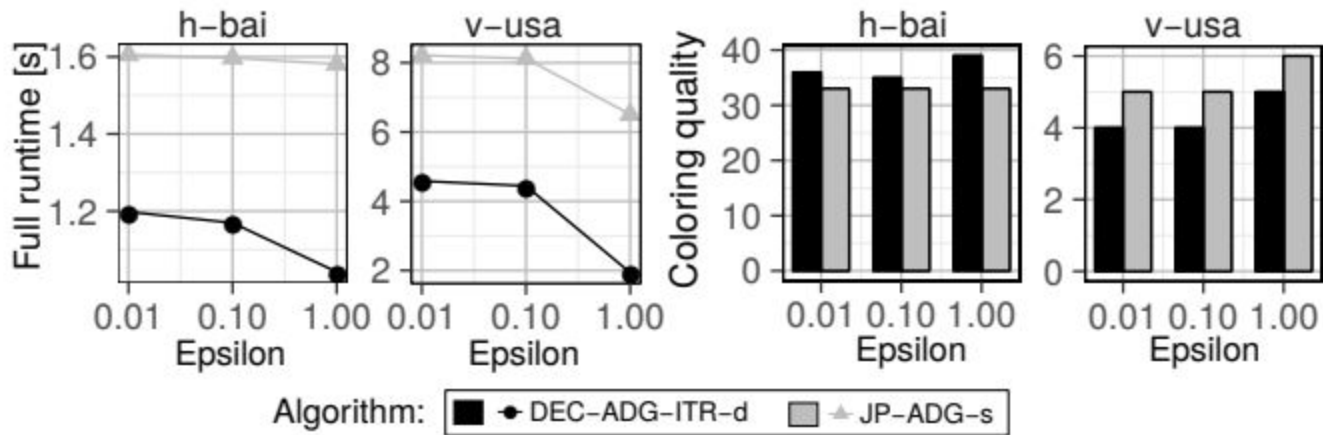 h-bai
v-usa
h-bai
v-usa
Full runtime [s]
1.6
1.4
1.2
8
6
4
2
Coloring quality
40
30
20
10
0
6
4
2
0
0.01 0.10 1.00
0.01 0.10 1.00
0.01 0.10 1.00
0.01 0.10 1.00
Epsilon
Epsilon
Epsilon
Epsilon
Algorithm: DEC-ADG-ITR-d JP-ADG-s